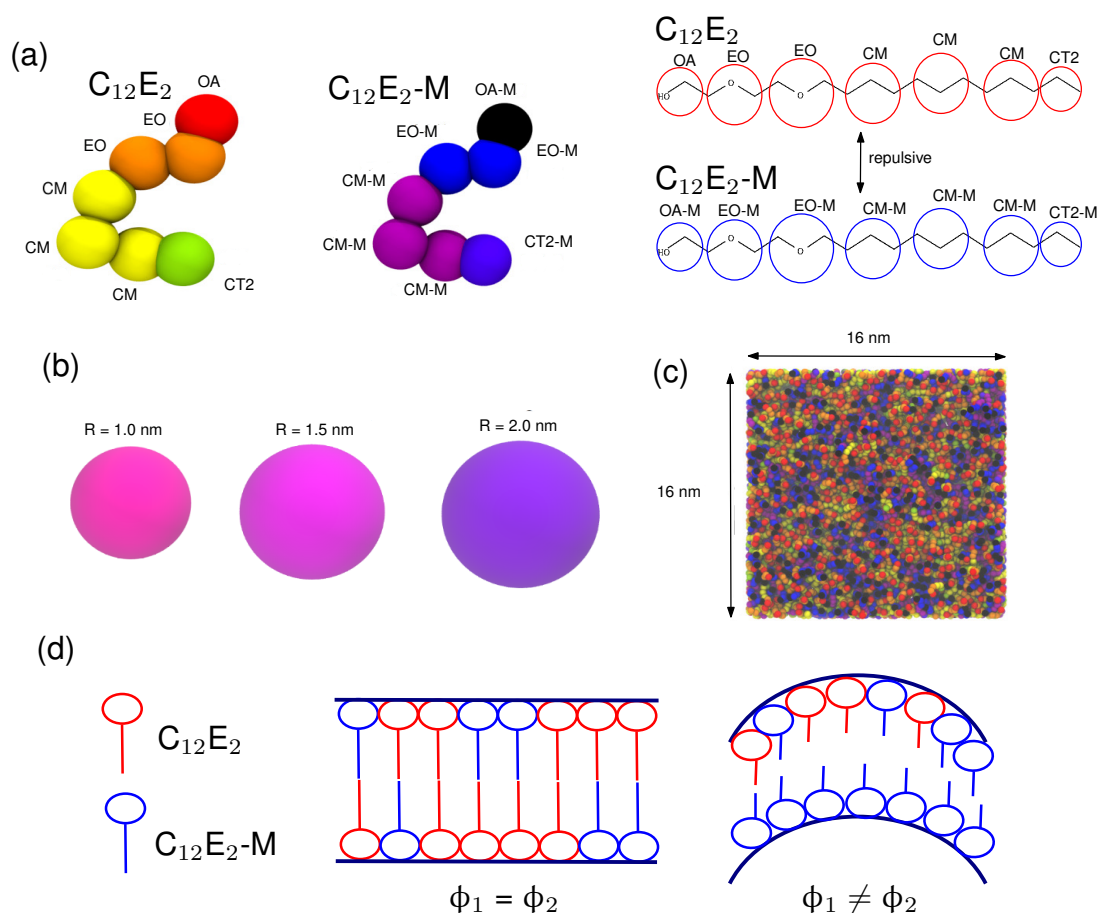 (a)
C₁₂E₂
OA
EO
EO
CM
CM
CM
CT2
C₁₂E₂-M
OA-M
EO-M
EO-M
CM-M
CM-M
CM-M
CT2-M
C₁₂E₂
OA
EO
EO
CM
CM
CM
CT2
HO
O
O
repulsive
C₁₂E₂-M
OA-M
EO-M
EO-M
CM-M
CM-M
CM-M
CT2-M
HO
O
O
(b)
R = 1.0 nm
R = 1.5 nm
R = 2.0 nm
(c)
16 nm
16 nm
(d)
C₁₂E₂
C₁₂E₂-M
ϕ₁ = ϕ₂
ϕ₁ ≠ ϕ₂